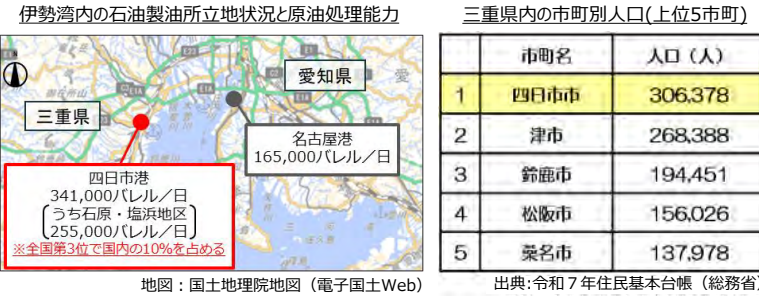 伊勢湾内の石油製油所立地状況と原油処理能力
愛知県
三重県
名古屋港
165,000バレル／日
四日市港
341,000バレル／日
うち石原・塩浜地区
255,000バレル／日
※全国第3位で国内の10%を占める
地図：国土地理院地図（電子国土Web）
三重県内の市町別人口(上位5市町)
市町名 人口（人）
1 四日市市 306,378
2 津市 268,388
3 鈴鹿市 194,451
4 松阪市 156,026
5 桑名市 137,978
出典:令和７年住民基本台帳（総務省）